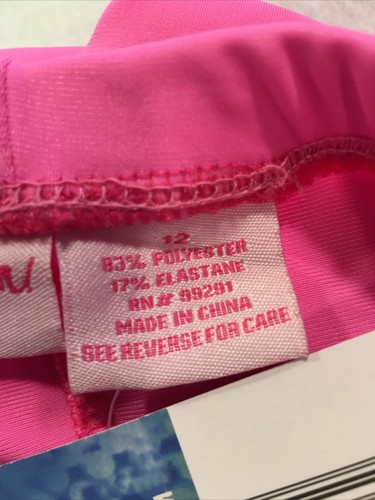 12
83% POLYESTER
17% ELASTANE
RN# 99291
MADE IN CHINA
SEE REVERSE FOR CARE